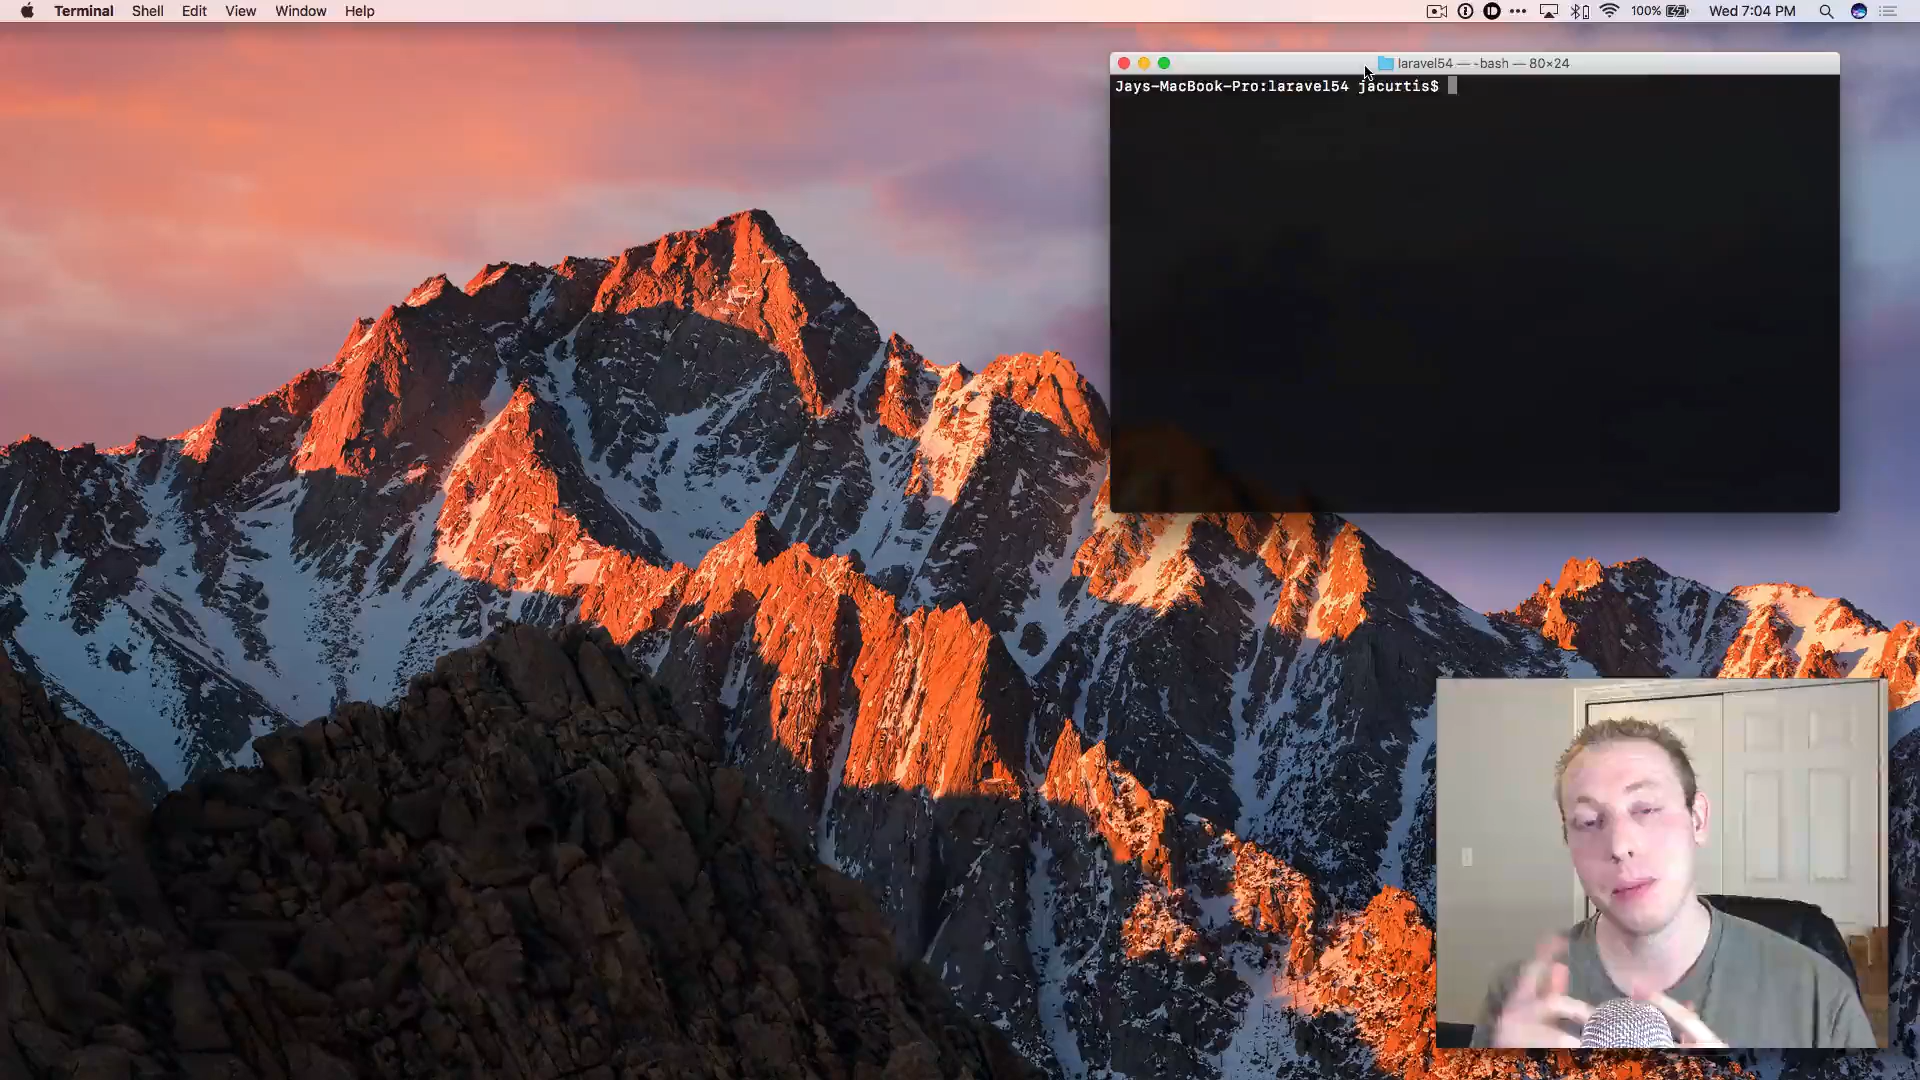 Terminal Shell Edit View Window Help 100% Wed 7:04 PM
laravel54 — -bash — 80×24
Jays-MacBook-Pro:laravel54 jacurtis$